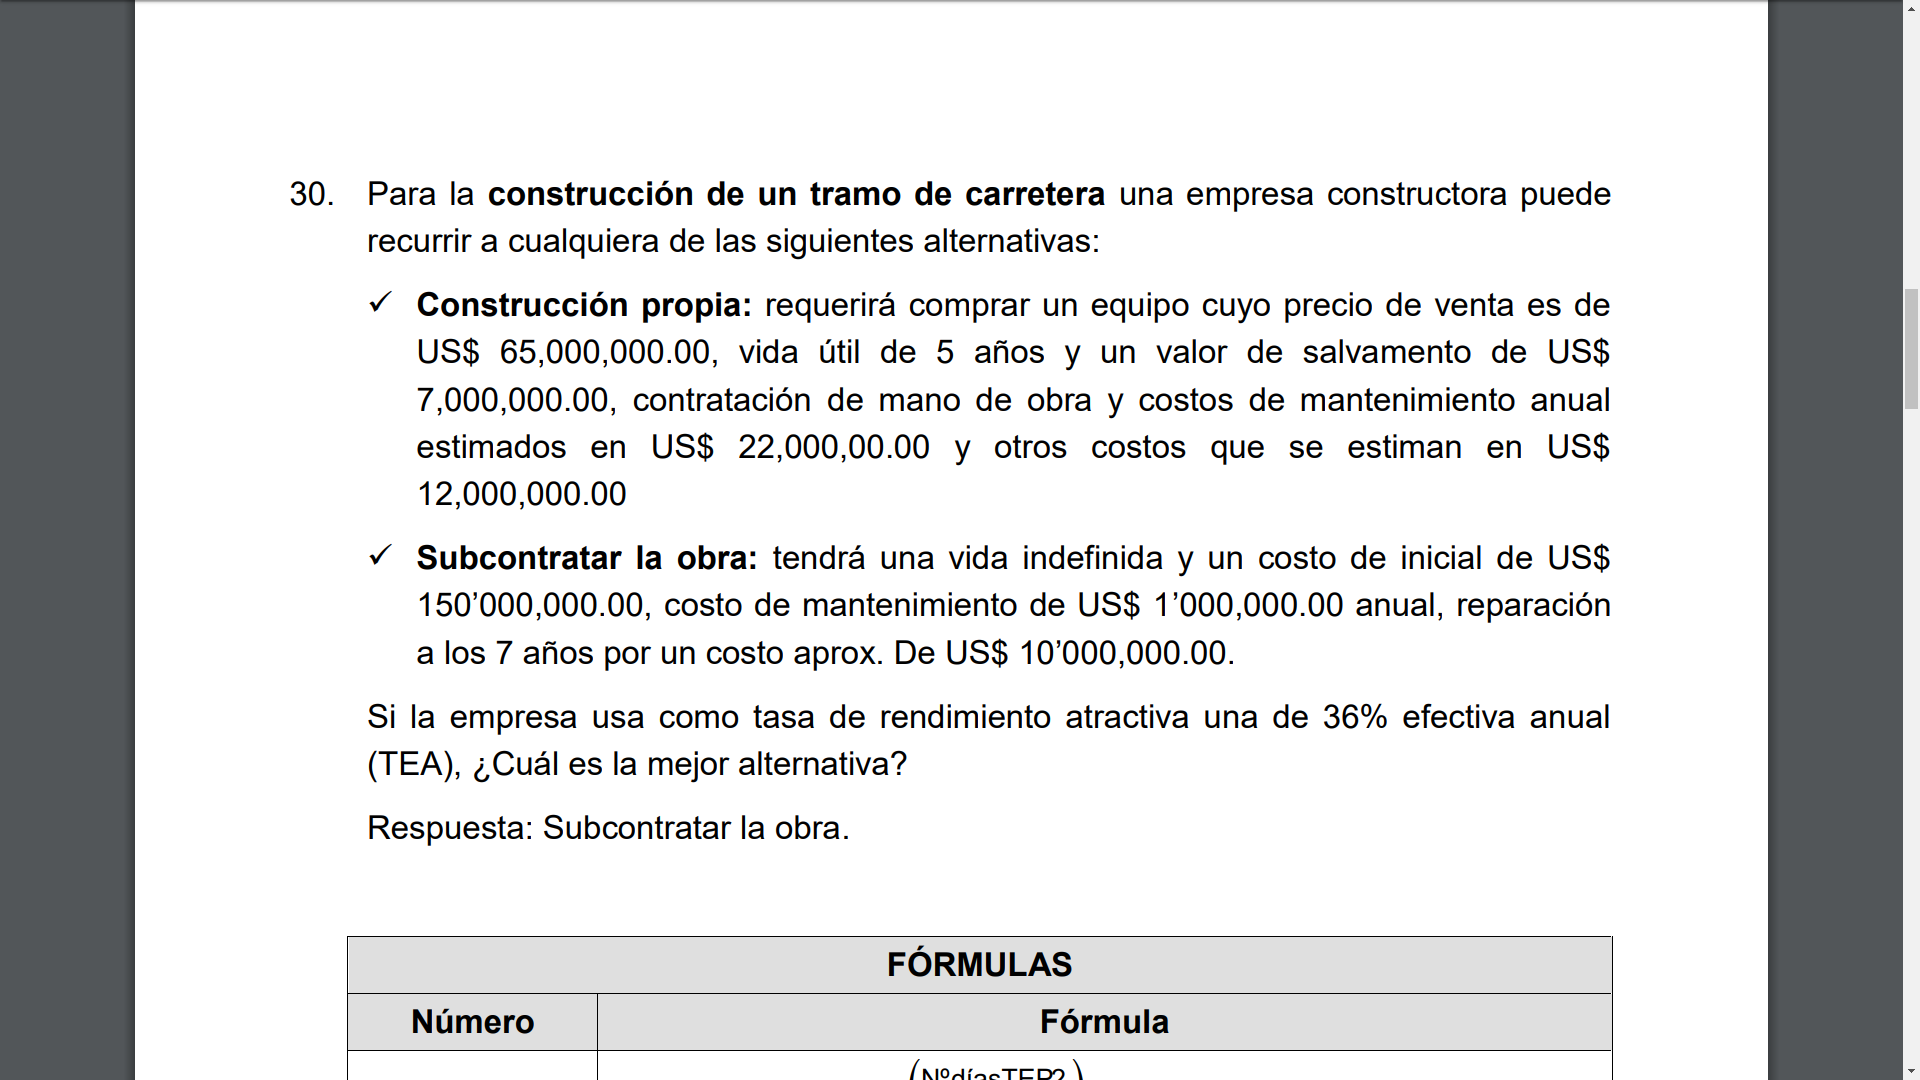 30. Para la construcción de un tramo de carretera una empresa constructora puede
recurrir a cualquiera de las siguientes alternativas:
✓ Construcción propia: requerirá comprar un equipo cuyo precio de venta es de
US$ 65,000,000.00, vida útil de 5 años y un valor de salvamento de US$
7,000,000.00, contratación de mano de obra y costos de mantenimiento anual
estimados en US$ 22,000,00.00 y otros costos que se estiman en US$
12,000,000.00
✓ Subcontratar la obra: tendrá una vida indefinida y un costo de inicial de US$
150’000,000.00, costo de mantenimiento de US$ 1’000,000.00 anual, reparación
a los 7 años por un costo aprox. De US$ 10’000,000.00.
Si la empresa usa como tasa de rendimiento atractiva una de 36% efectiva anual
(TEA), ¿Cuál es la mejor alternativa?
Respuesta: Subcontratar la obra.
FÓRMULAS
Número Fórmula
(NºdíasTEP2)